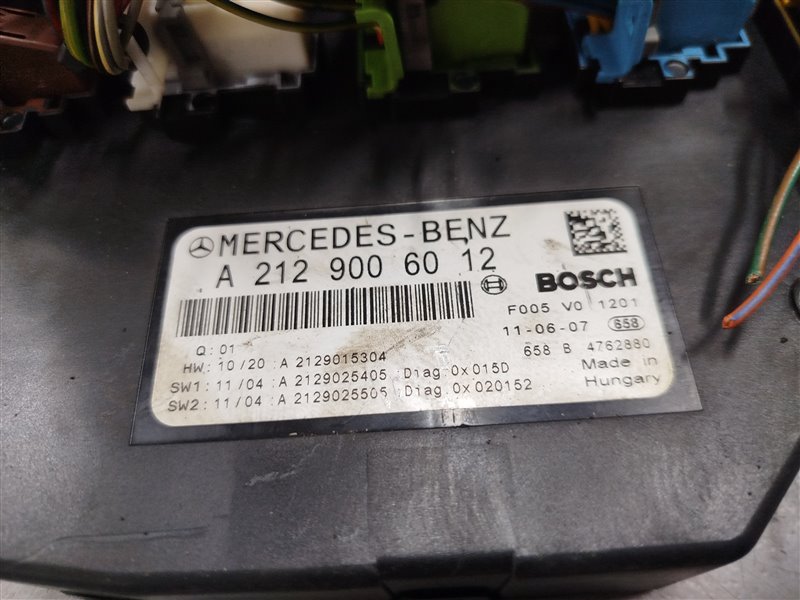 MERCEDES-BENZ
A 212 900 60 12
BOSCH
F005 V0 1201
11-06-07 658
Q: 01
658 B 4762880
HW: 10/20 :A 2129015304
Made in
SW1: 11/04 :A 2129025405 :Diag 0x015D
Hungary
SW2: 11/04 :A 2129025506 :Diag 0x020152